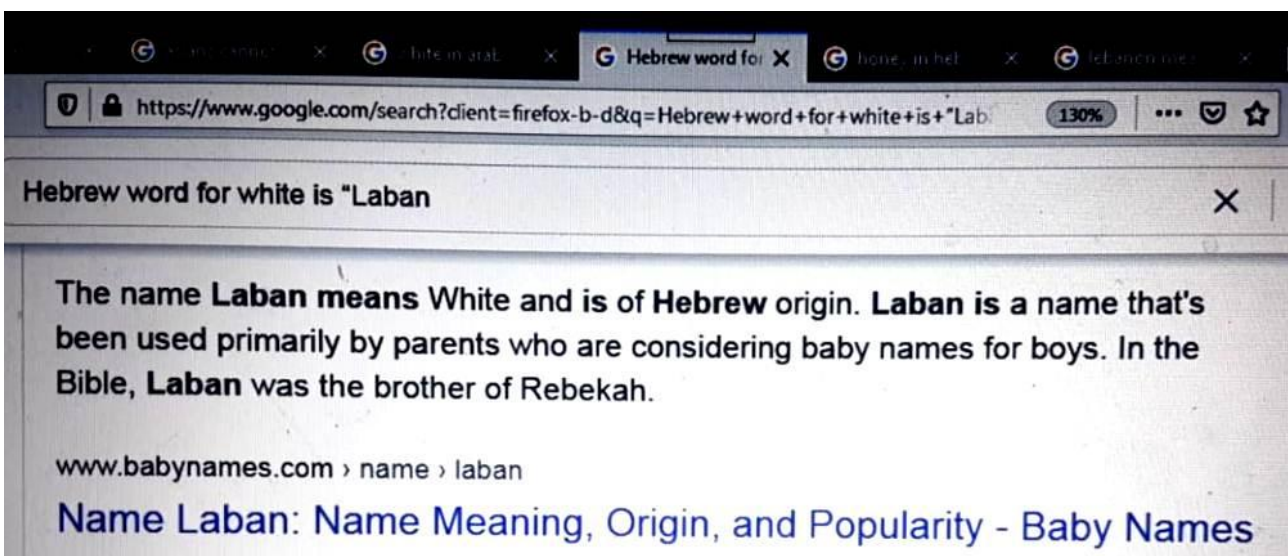 Hebrew word for
https://www.google.com/search?client=firefox-b-d&q=Hebrew+word+for+white+is+"Lab
130%
Hebrew word for white is "Laban
The name Laban means White and is of Hebrew origin. Laban is a name that's
been used primarily by parents who are considering baby names for boys. In the
Bible, Laban was the brother of Rebekah.
www.babynames.com › name › laban
Name Laban: Name Meaning, Origin, and Popularity - Baby Names